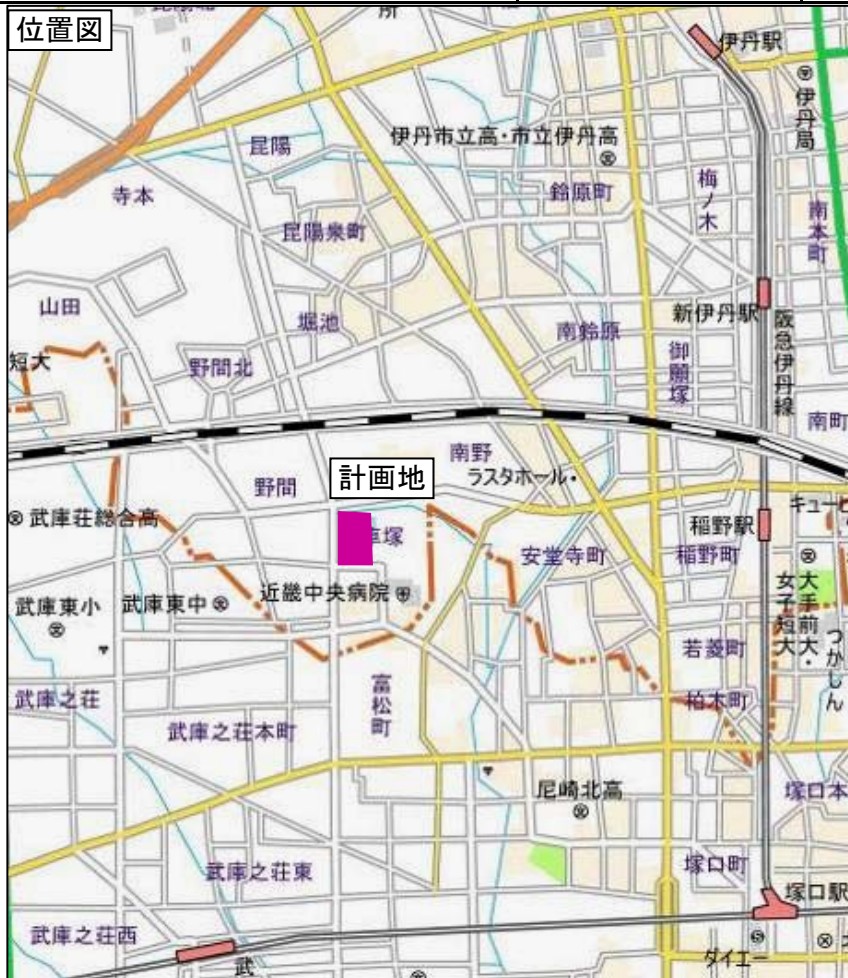 位置図
所
伊丹駅
伊丹局
伊丹市立高・市立伊丹高
昆陽
寺本
鈴原町
梅ノ木
南本町
昆陽泉町
山田
堀池
新伊丹駅
南鈴原
阪急伊丹線
御願塚
短大
野間北
南町
南野
計画地
ラスタホール・
野間
武庫荘総合高
車塚
稲野駅
安堂寺町
稲野町
近畿中央病院
武庫東小
武庫東中
大手前大・
女子短大
つかしん
若菱町
武庫之荘
富松町
柏木町
武庫之荘本町
尼崎北高
塚口本
武庫之荘東
塚口町
塚口駅
武庫之荘西
武
ダイエー